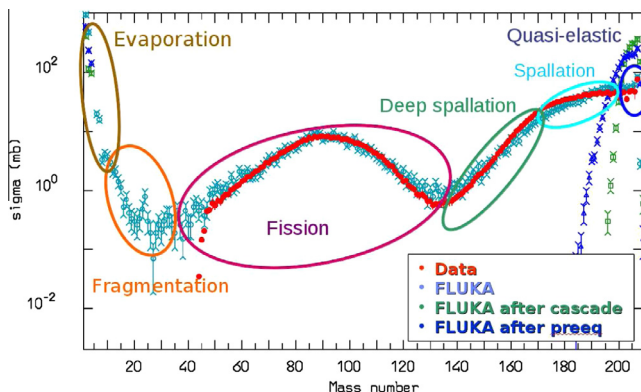 Evaporation
Quasi-elastic
Spallation
Deep spallation
Fission
Fragmentation
Data
FLUKA
FLUKA after cascade
FLUKA after preeq
sigma (mb)
10²
10⁰
10⁻²
20 40 60 80 100 120 140 160 180 200
Mass number